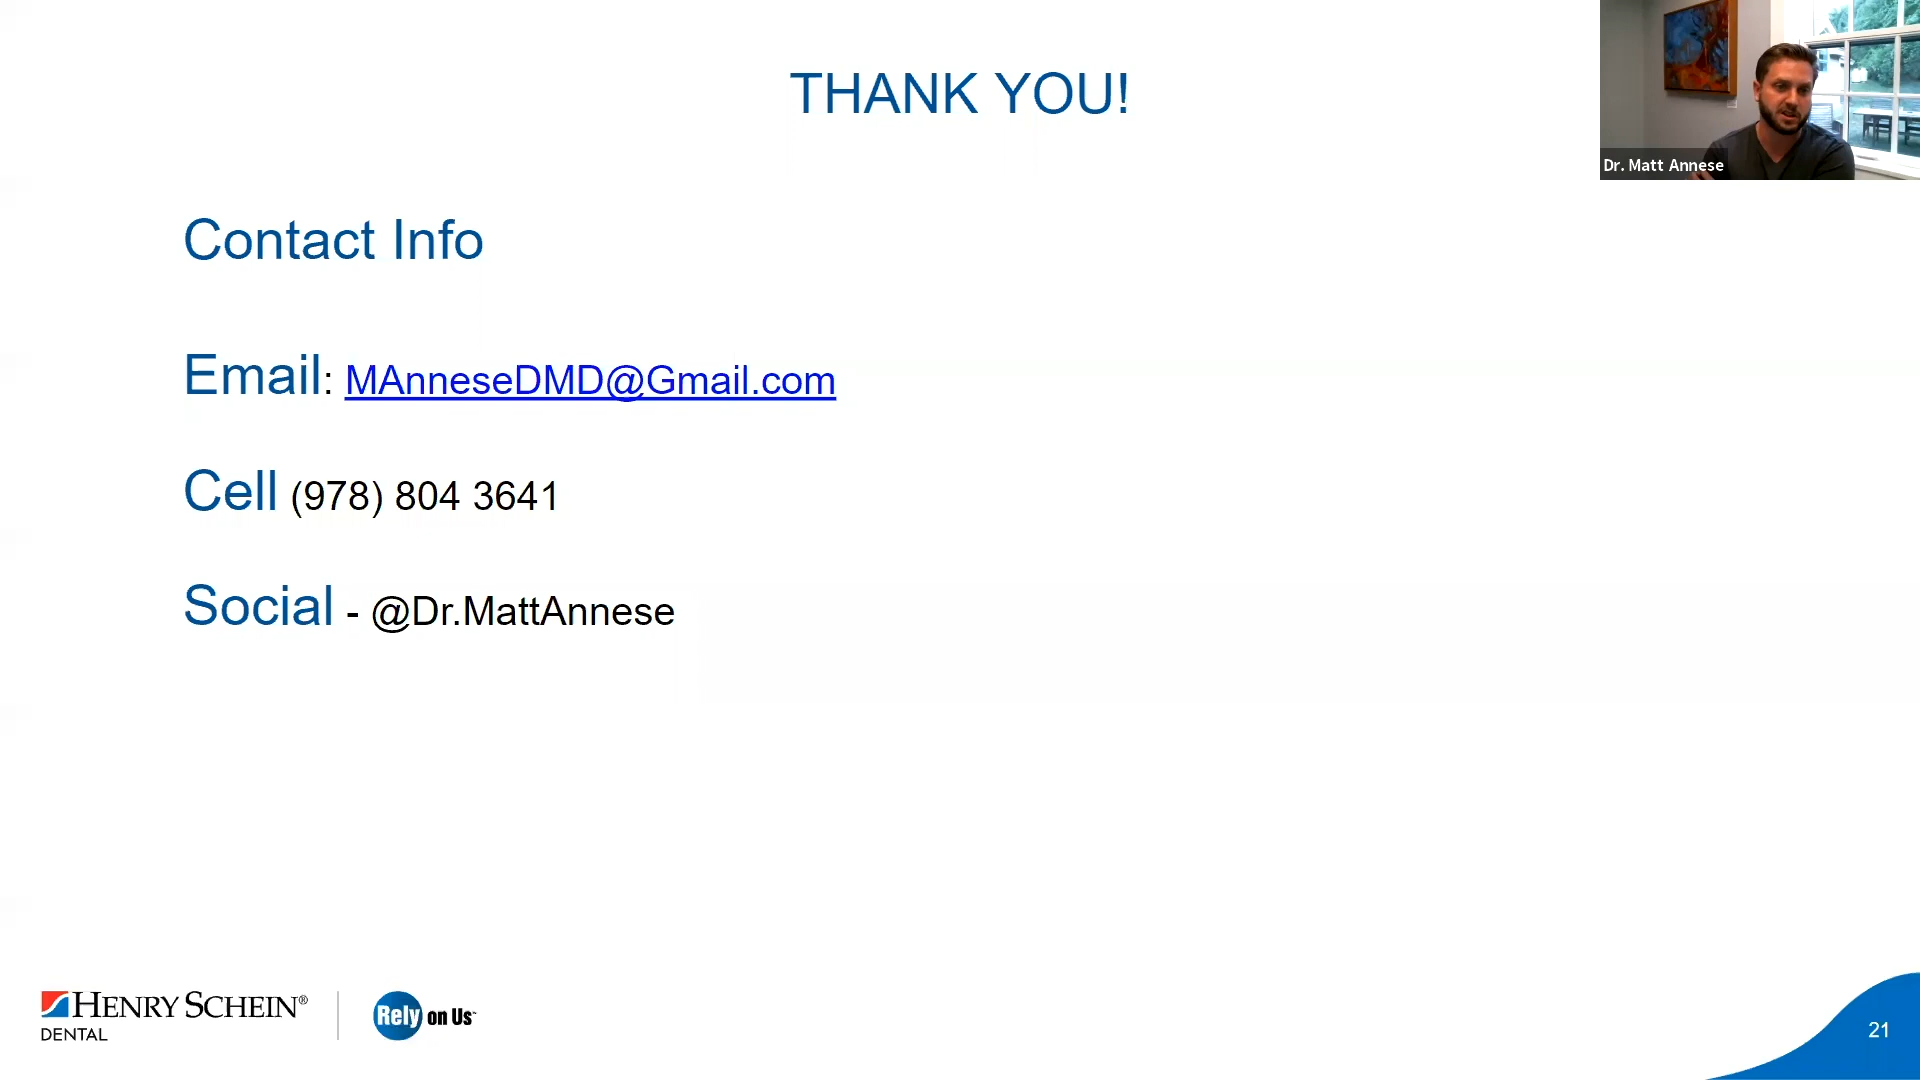 THANK YOU!
Dr. Matt Annese
Contact Info
Email: MAnneseDMD@Gmail.com
Cell (978) 804 3641
Social - @Dr.MattAnnese
HENRY SCHEIN®
DENTAL
Rely on Us™
21